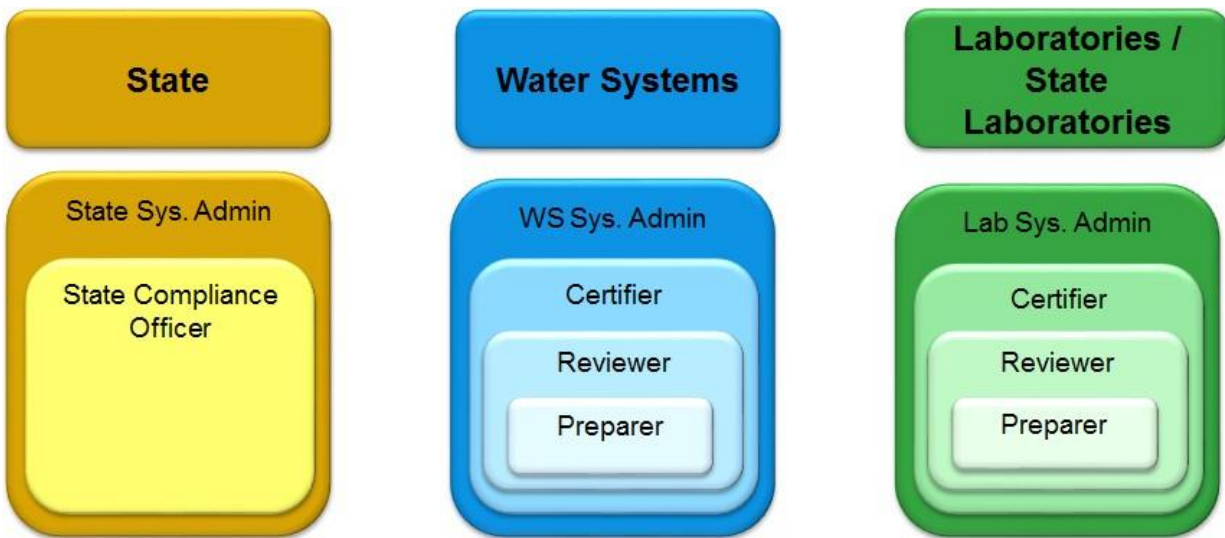 State
Water Systems
Laboratories /
State
Laboratories
State Sys. Admin
State Compliance
Officer
WS Sys. Admin
Certifier
Reviewer
Preparer
Lab Sys. Admin
Certifier
Reviewer
Preparer